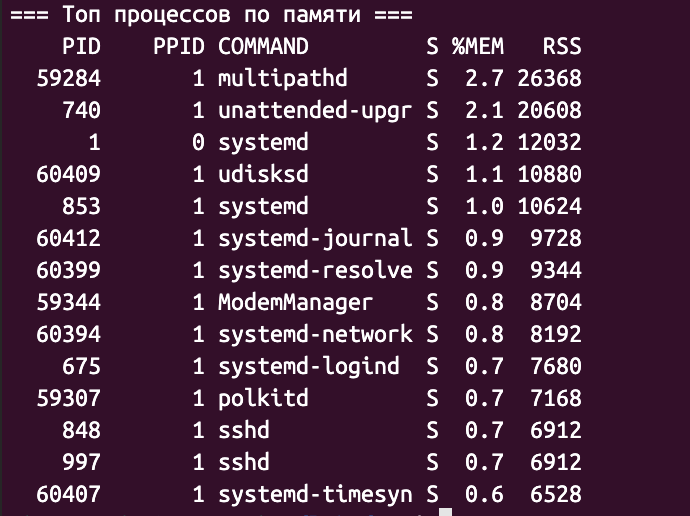 === Топ процессов по памяти ===
PID PPID COMMAND S %MEM RSS
59284 1 multipathd S 2.7 26368
740 1 unattended-upgr S 2.1 20608
1 0 systemd S 1.2 12032
60409 1 udisksd S 1.1 10880
853 1 systemd S 1.0 10624
60412 1 systemd-journal S 0.9 9728
60399 1 systemd-resolve S 0.9 9344
59344 1 ModemManager S 0.8 8704
60394 1 systemd-network S 0.8 8192
675 1 systemd-logind S 0.7 7680
59307 1 polkitd S 0.7 7168
848 1 sshd S 0.7 6912
997 1 sshd S 0.7 6912
60407 1 systemd-timesyn S 0.6 6528